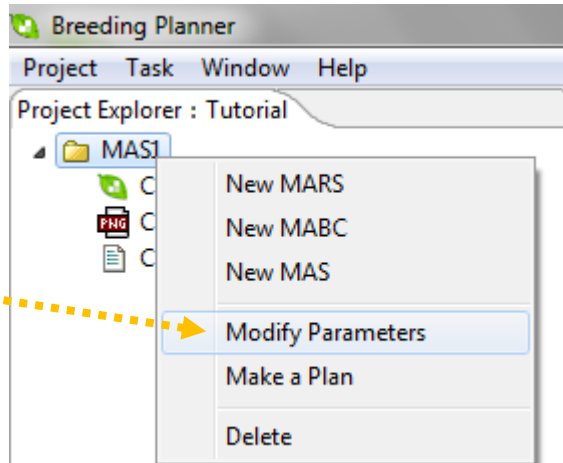 Breeding Planner
Project Task Window Help
Project Explorer : Tutorial
MAS1
C
PNG C
C
New MARS
New MABC
New MAS
Modify Parameters
Make a Plan
Delete